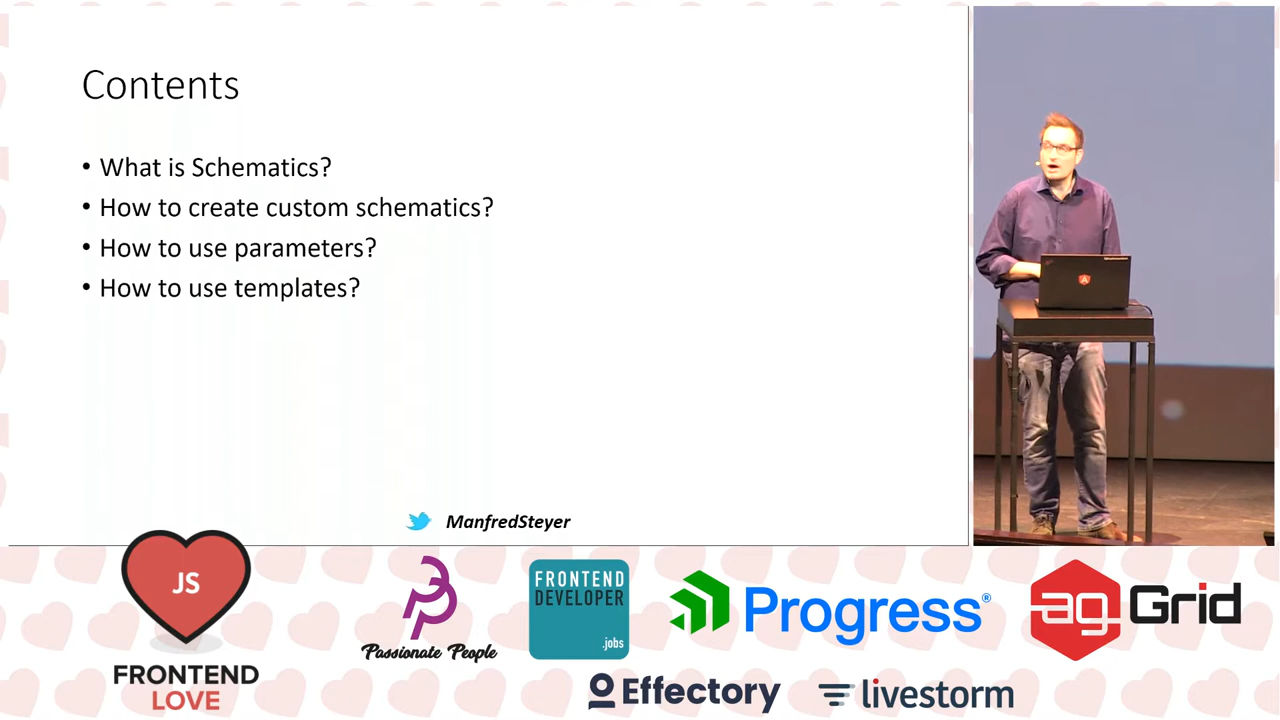 Contents
• What is Schematics?
• How to create custom schematics?
• How to use parameters?
• How to use templates?
ManfredSteyer
JS
FRONTEND
LOVE
Passionate People
FRONTEND
DEVELOPER
.jobs
Progress®
ag Grid
Effectory
livestorm